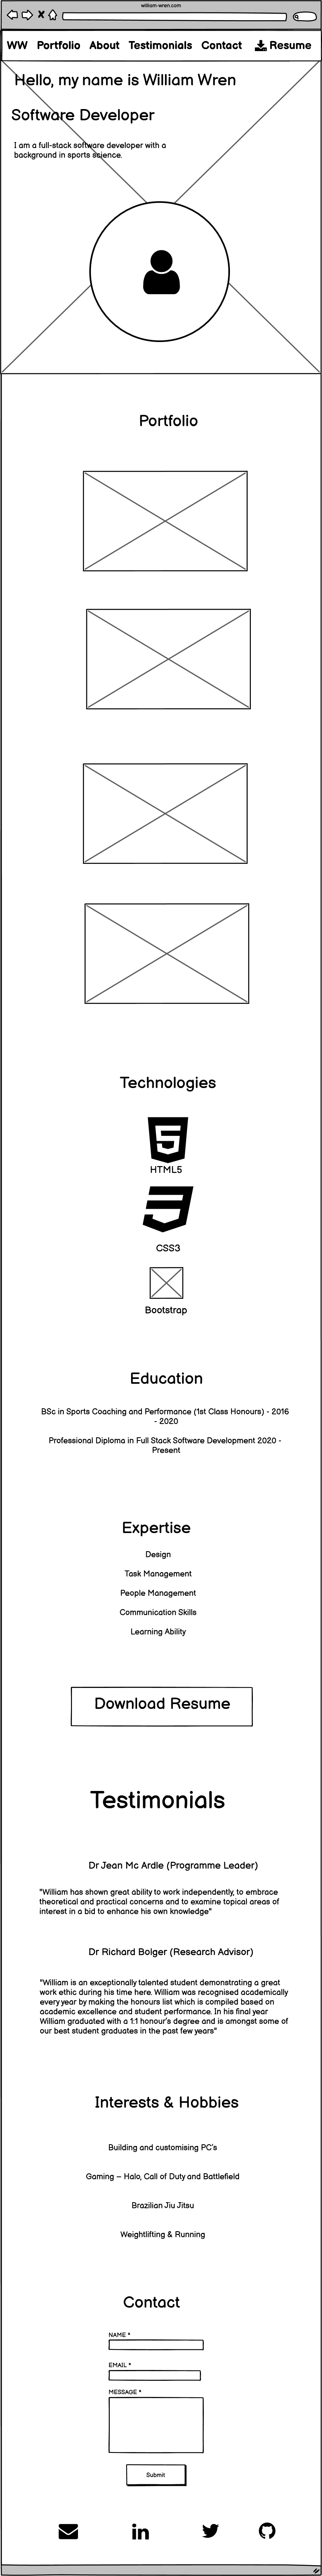 william-wren.com
WW Portfolio About Testimonials Contact Resume
Hello, my name is William Wren
Software Developer
I am a full-stack software developer with a
background in sports science.
Portfolio
Technologies
HTML5
CSS3
Bootstrap
Education
BSc in Sports Coaching and Performance (1st Class Honours) - 2016
- 2020
Professional Diploma in Full Stack Software Development 2020 -
Present
Expertise
Design
Task Management
People Management
Communication Skills
Learning Ability
Download Resume
Testimonials
Dr Jean Mc Ardle (Programme Leader)
"William has shown great ability to work independently, to embrace
theoretical and practical concerns and to examine topical areas of
interest in a bid to enhance his own knowledge"
Dr Richard Bolger (Research Advisor)
"William is an exceptionally talented student demonstrating a great
work ethic during his time here. William was recognised academically
every year by making the honours list which is compiled based on
academic excellence and student performance. In his final year
William graduated with a 1:1 honour's degree and is amongst some of
our best student graduates in the past few years"
Interests & Hobbies
Building and customising PC's
Gaming – Halo, Call of Duty and Battlefield
Brazilian Jiu Jitsu
Weightlifting & Running
Contact
NAME *
EMAIL *
MESSAGE *
Submit